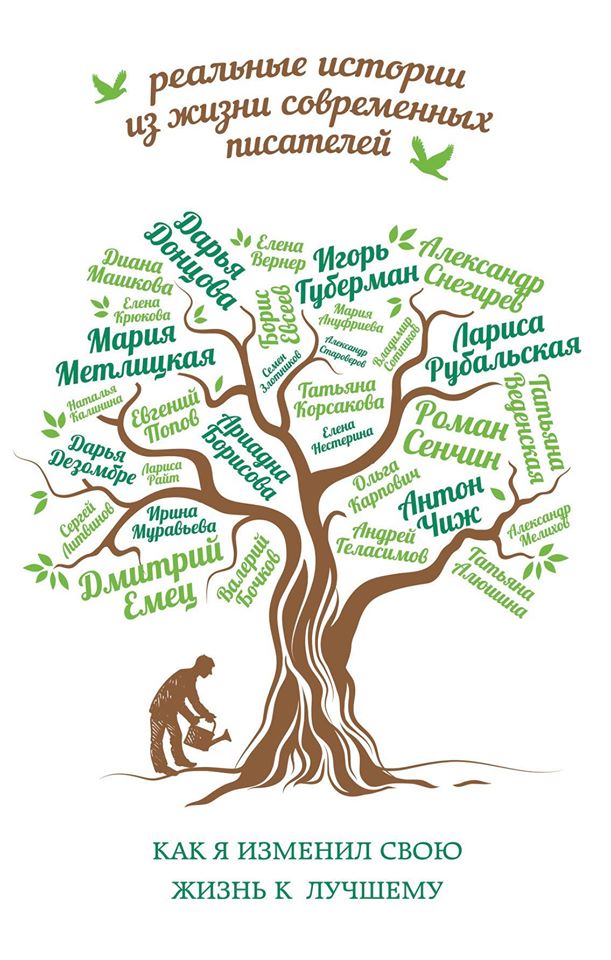 реальные истории
из жизни современных
писателей
Дарья
Донцова
Елена
Вернер
Игорь
Губерман
Александр
Снегирев
Диана
Машкова
Елена
Крюкова
Борис
Евсеев
Мария
Ануфриева
Владимир
Сотников
Лариса
Рубальская
Мария
Метлицкая
Семен
Злотников
Александр
Староверов
Наталья
Калинина
Евгений
Попов
Ариадна
Борисова
Татьяна
Корсакова
Елена
Нестерина
Роман
Сенчин
Татьяна
Веденская
Дарья
Дезомбре
Лариса
Райт
Ольга
Карпович
Антон
Чиж
Сергей
Литвинов
Ирина
Муравьева
Андрей
Геласимов
Александр
Мелихов
Дмитрий
Емец
Валерий
Бочков
Татьяна
Алюшина
КАК Я ИЗМЕНИЛ СВОЮ
ЖИЗНЬ К ЛУЧШЕМУ